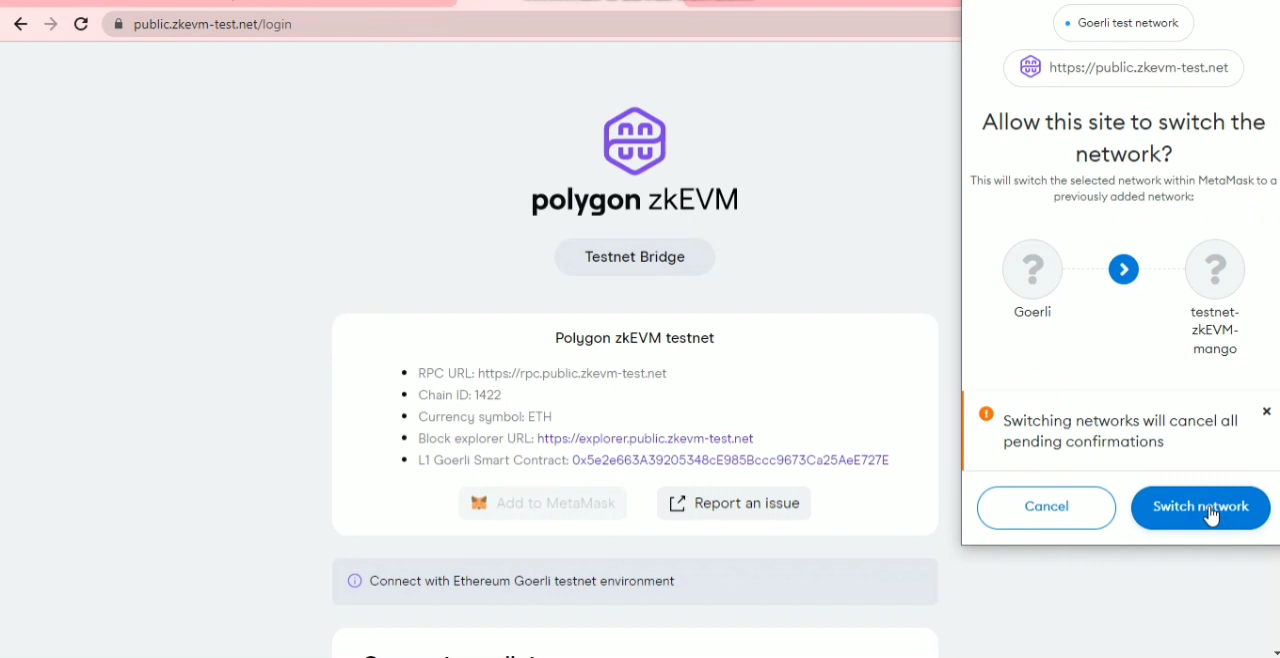 public.zkevm-test.net/login
polygon zkEVM
Testnet Bridge
Polygon zkEVM testnet
RPC URL: https://rpc.public.zkevm-test.net
Chain ID: 1422
Currency symbol: ETH
Block explorer URL: https://explorer.public.zkevm-test.net
L1 Goerli Smart Contract: 0x5e2e663A39205348cE985Bccc9673Ca25AeE727E
Add to MetaMask
Report an issue
Connect with Ethereum Goerli testnet environment
Goerli test network
https://public.zkevm-test.net
Allow this site to switch the
network?
This will switch the selected network within MetaMask to a
previously added network:
Goerli
testnet-
zkEVM-
mango
Switching networks will cancel all
pending confirmations
Cancel
Switch network